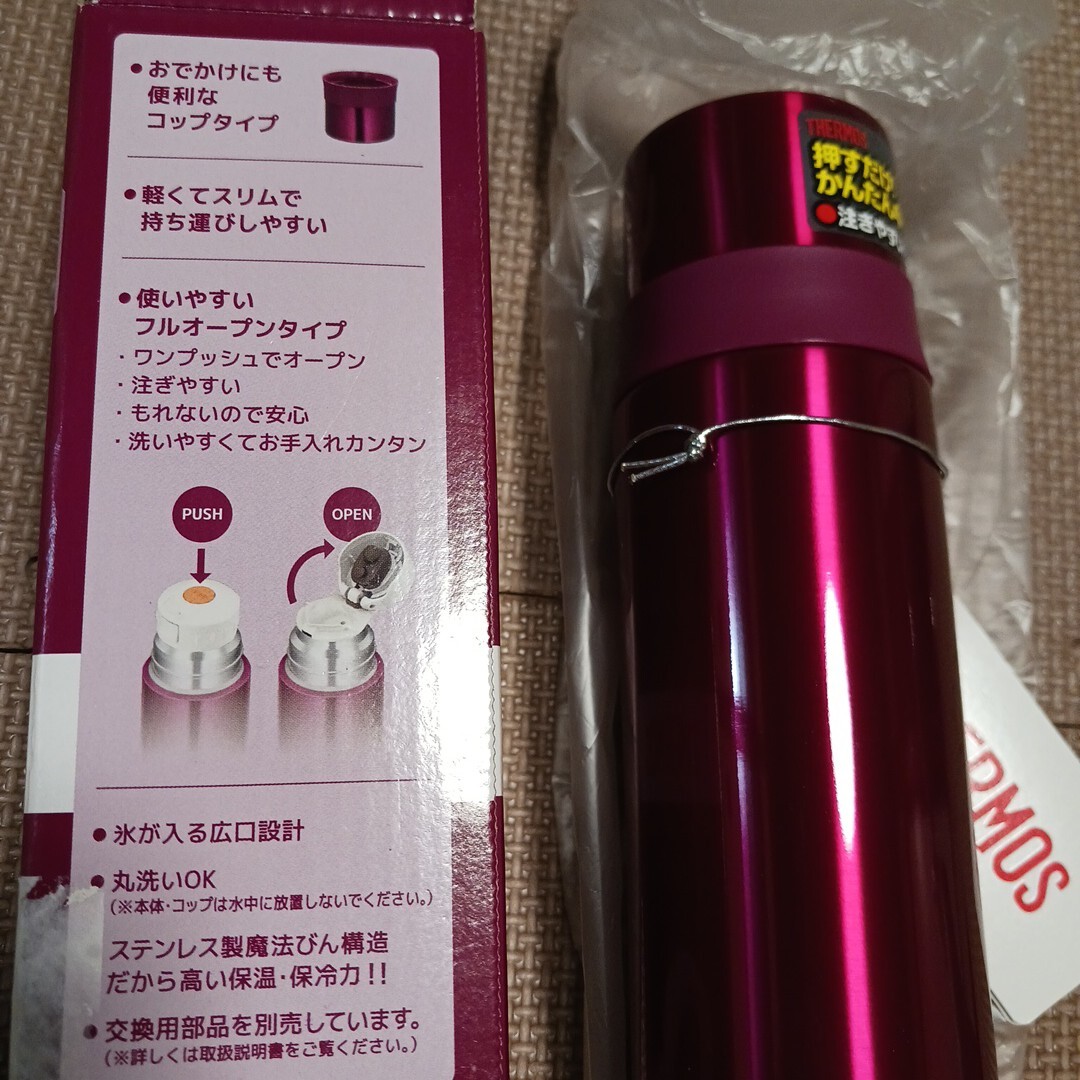 ● おでかけにも
便利な
コップタイプ
● 軽くてスリムで
持ち運びしやすい
● 使いやすい
フルオープンタイプ
・ワンプッシュでオープン
・注ぎやすい
・もれないので安心
・洗いやすくてお手入れカンタン
PUSH
OPEN
● 氷が入る広口設計
● 丸洗いOK
(※本体・コップは水中に放置しないでください。)
ステンレス製魔法びん構造
だから高い保温・保冷力!!
● 交換用部品を別売しています。
(※詳しくは取扱説明書をご覧ください。)
THERMOS
押すだけ
かんたん
●注ぎやす
ERMOS